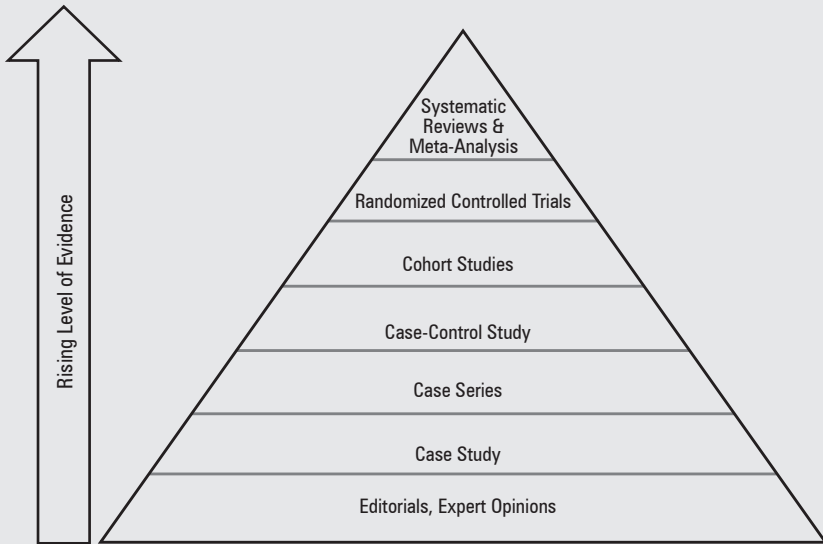 Rising Level of Evidence
Systematic
Reviews &
Meta-Analysis
Randomized Controlled Trials
Cohort Studies
Case-Control Study
Case Series
Case Study
Editorials, Expert Opinions